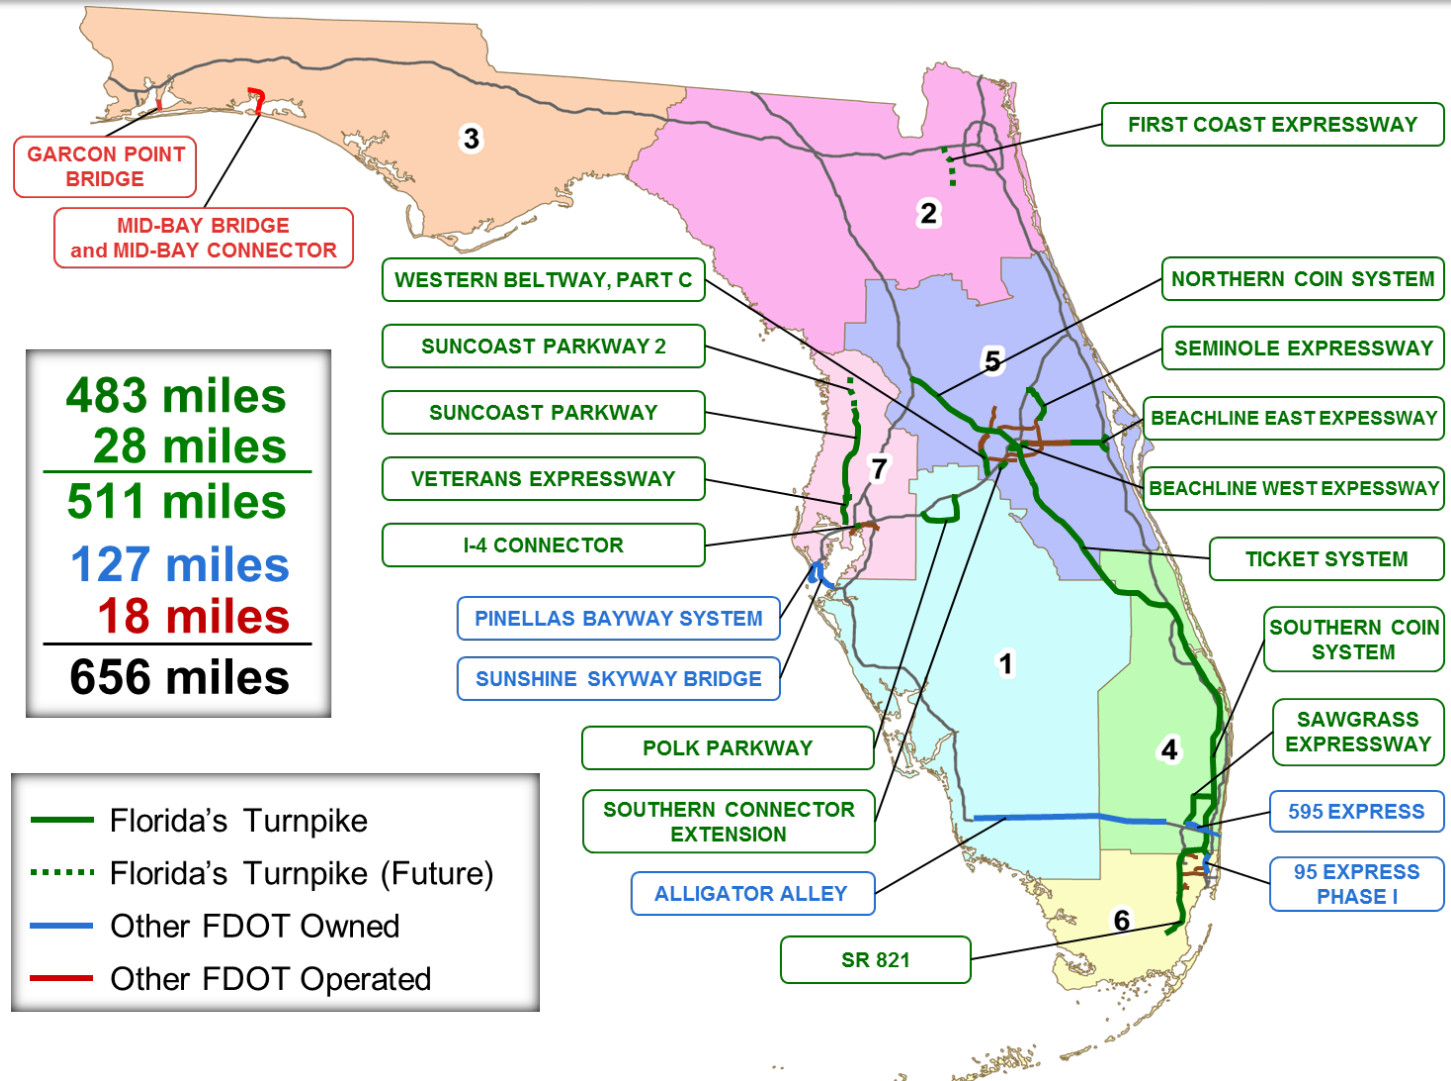 3
GARCON POINT
BRIDGE
MID-BAY BRIDGE
and MID-BAY CONNECTOR
FIRST COAST EXPRESSWAY
2
WESTERN BELTWAY, PART C
NORTHERN COIN SYSTEM
SUNCOAST PARKWAY 2
SEMINOLE EXPRESSWAY
5
SUNCOAST PARKWAY
BEACHLINE EAST EXPESSWAY
VETERANS EXPRESSWAY
7
BEACHLINE WEST EXPESSWAY
I-4 CONNECTOR
TICKET SYSTEM
PINELLAS BAYWAY SYSTEM
SUNSHINE SKYWAY BRIDGE
1
SOUTHERN COIN
SYSTEM
POLK PARKWAY
4
SAWGRASS
EXPRESSWAY
SOUTHERN CONNECTOR
EXTENSION
595 EXPRESS
ALLIGATOR ALLEY
95 EXPRESS
PHASE I
6
SR 821
483 miles
28 miles
511 miles
127 miles
18 miles
656 miles
Florida's Turnpike
Florida's Turnpike (Future)
Other FDOT Owned
Other FDOT Operated